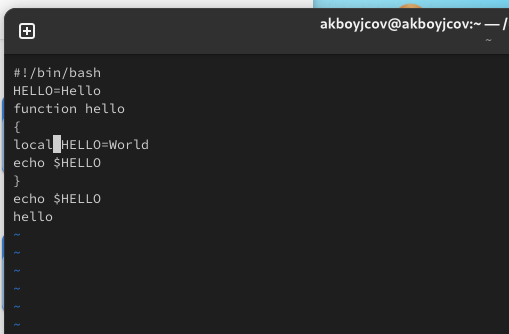 akboyjcov@akboyjcov:~ — /
~
#!/bin/bash
HELLO=Hello
function hello
{
local HELLO=World
echo $HELLO
}
echo $HELLO
hello
~
~
~
~
~
~